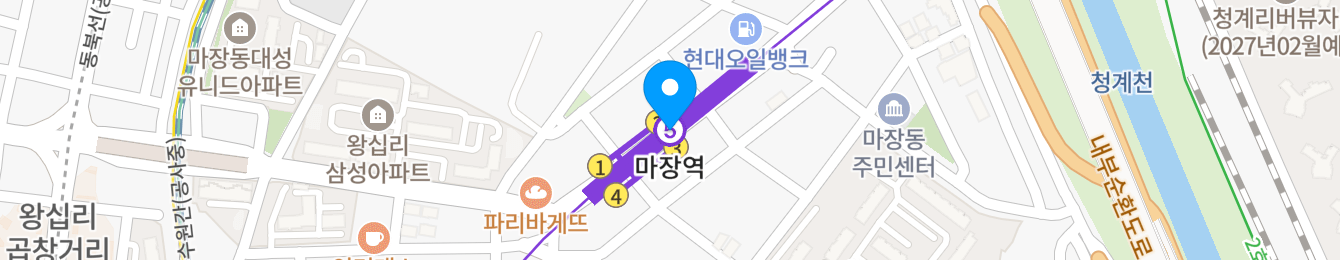 동북선(공
마장동대성
유니드아파트
왕십리
삼성아파트
왕십리
곱창거리
수원간(공사중)
파리바게뜨
현대오일뱅크
1
4
3
5
마장역
마장동
주민센터
청계천
내부순환도로
청계리버뷰자
(2027년02월예
2호